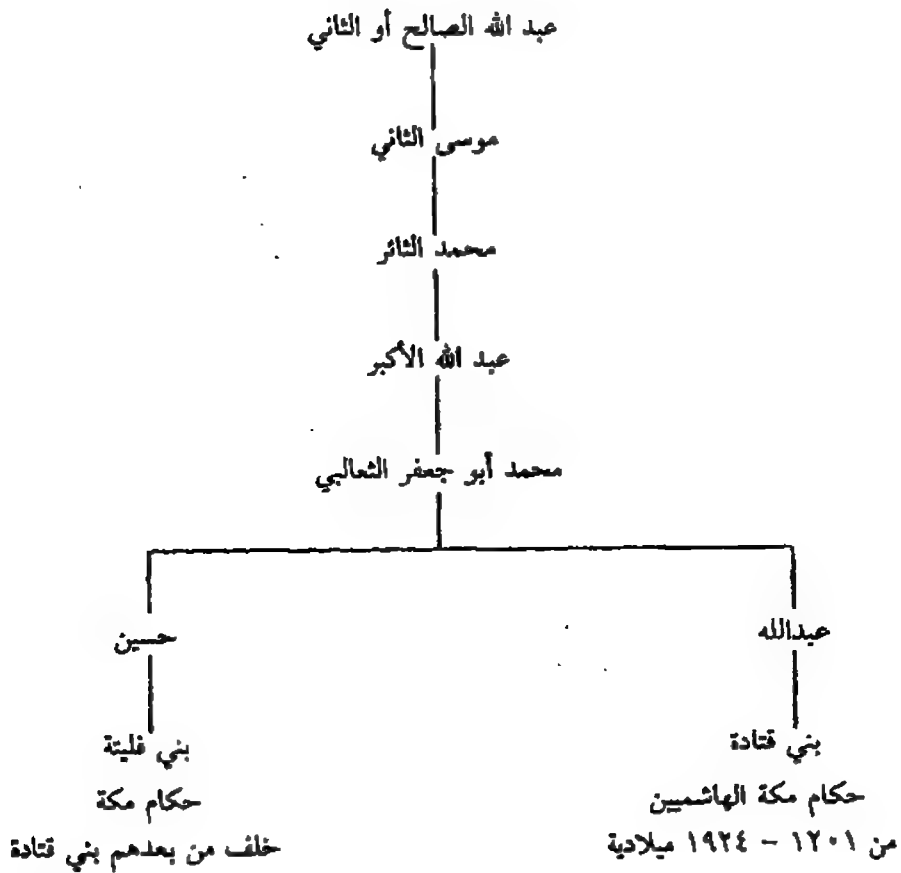 عبد الله الصالح أو الثاني
موسى الثاني
محمد الثائر
عبد الله الأكبر
محمد أبو جعفر الثعالبي
عبدالله
حسين
بني قتادة
حكام مكة الهاشميين
من ١٢٠١ – ١٩٢٤ ميلادية
بني فليتة
حكام مكة
خلف من بعدهم بني قتادة